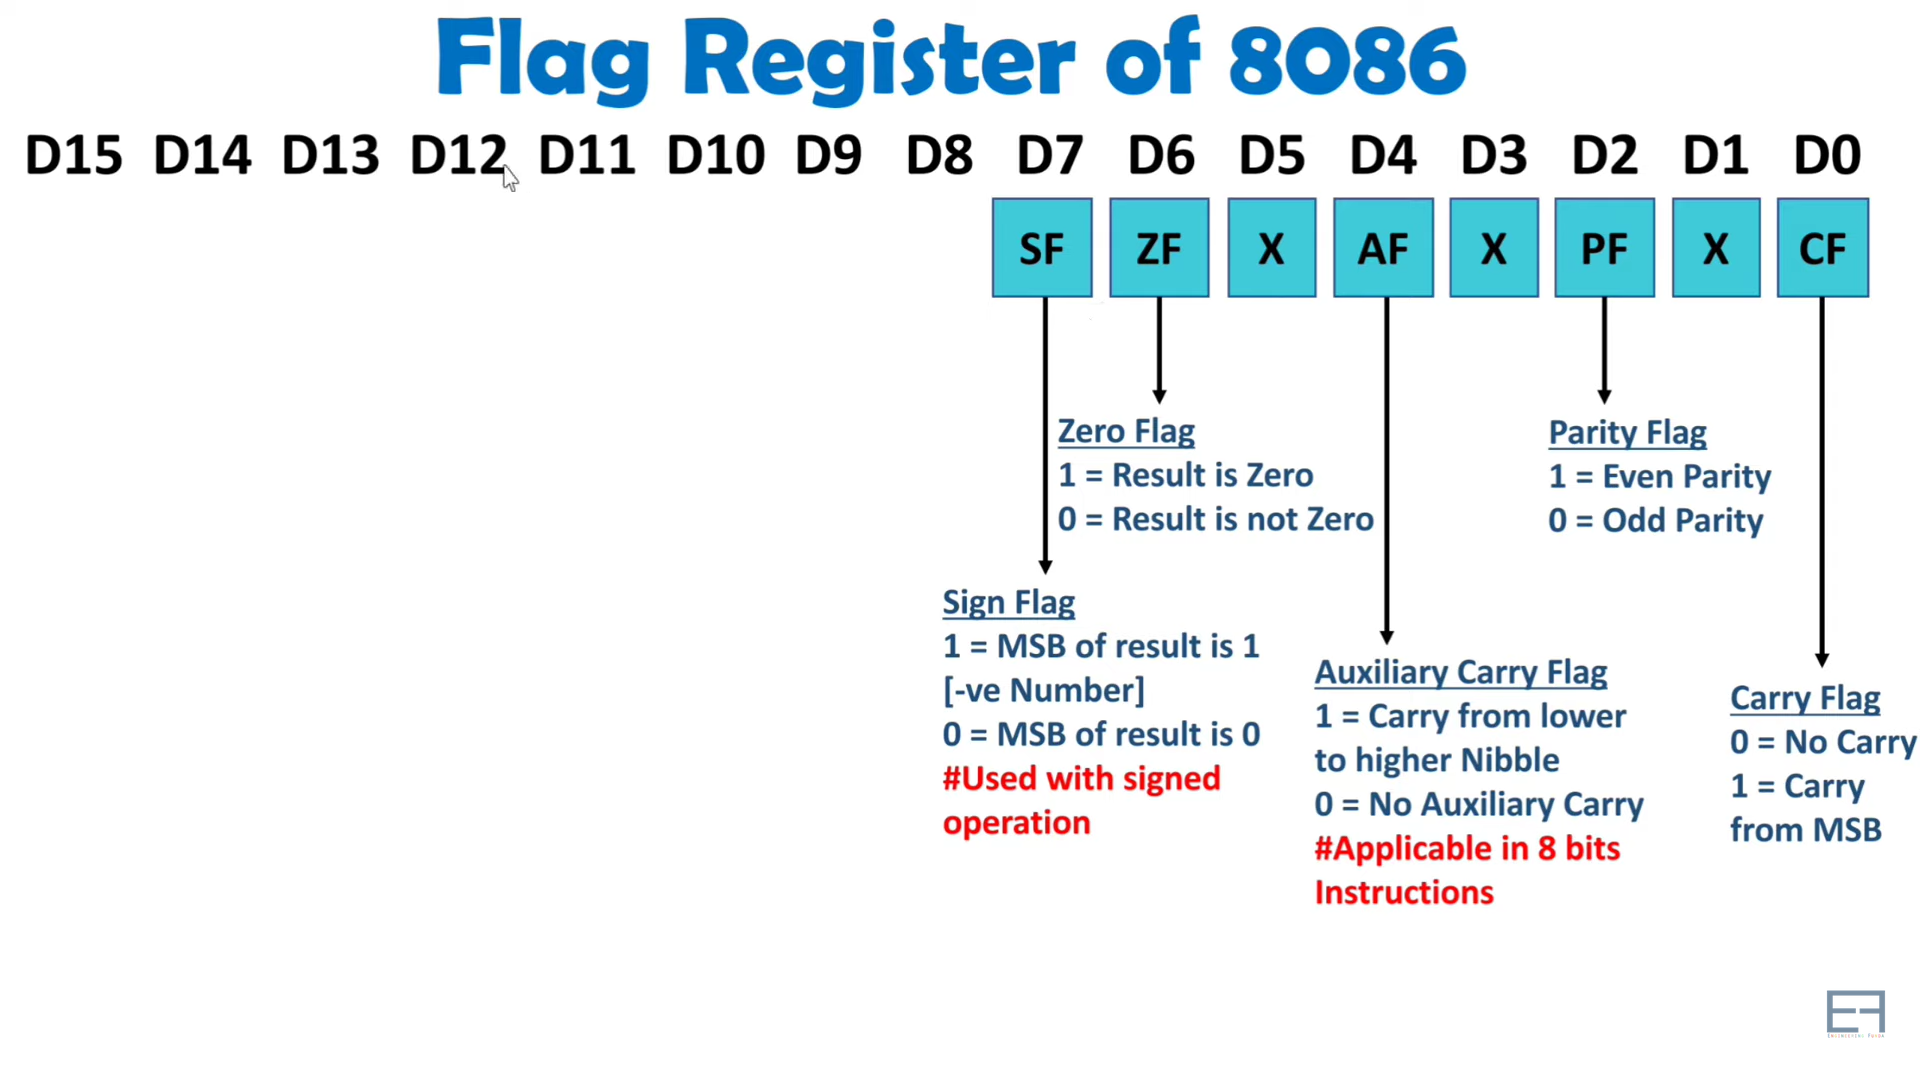 Flag Register of 8086
D15 D14 D13 D12 D11 D10 D9 D8 D7 D6 D5 D4 D3 D2 D1 D0
SF ZF X AF X PF X CF
Zero Flag
1 = Result is Zero
0 = Result is not Zero
Parity Flag
1 = Even Parity
0 = Odd Parity
Sign Flag
1 = MSB of result is 1
[-ve Number]
0 = MSB of result is 0
#Used with signed
operation
Auxiliary Carry Flag
1 = Carry from lower
to higher Nibble
0 = No Auxiliary Carry
#Applicable in 8 bits
Instructions
Carry Flag
0 = No Carry
1 = Carry
from MSB
EF